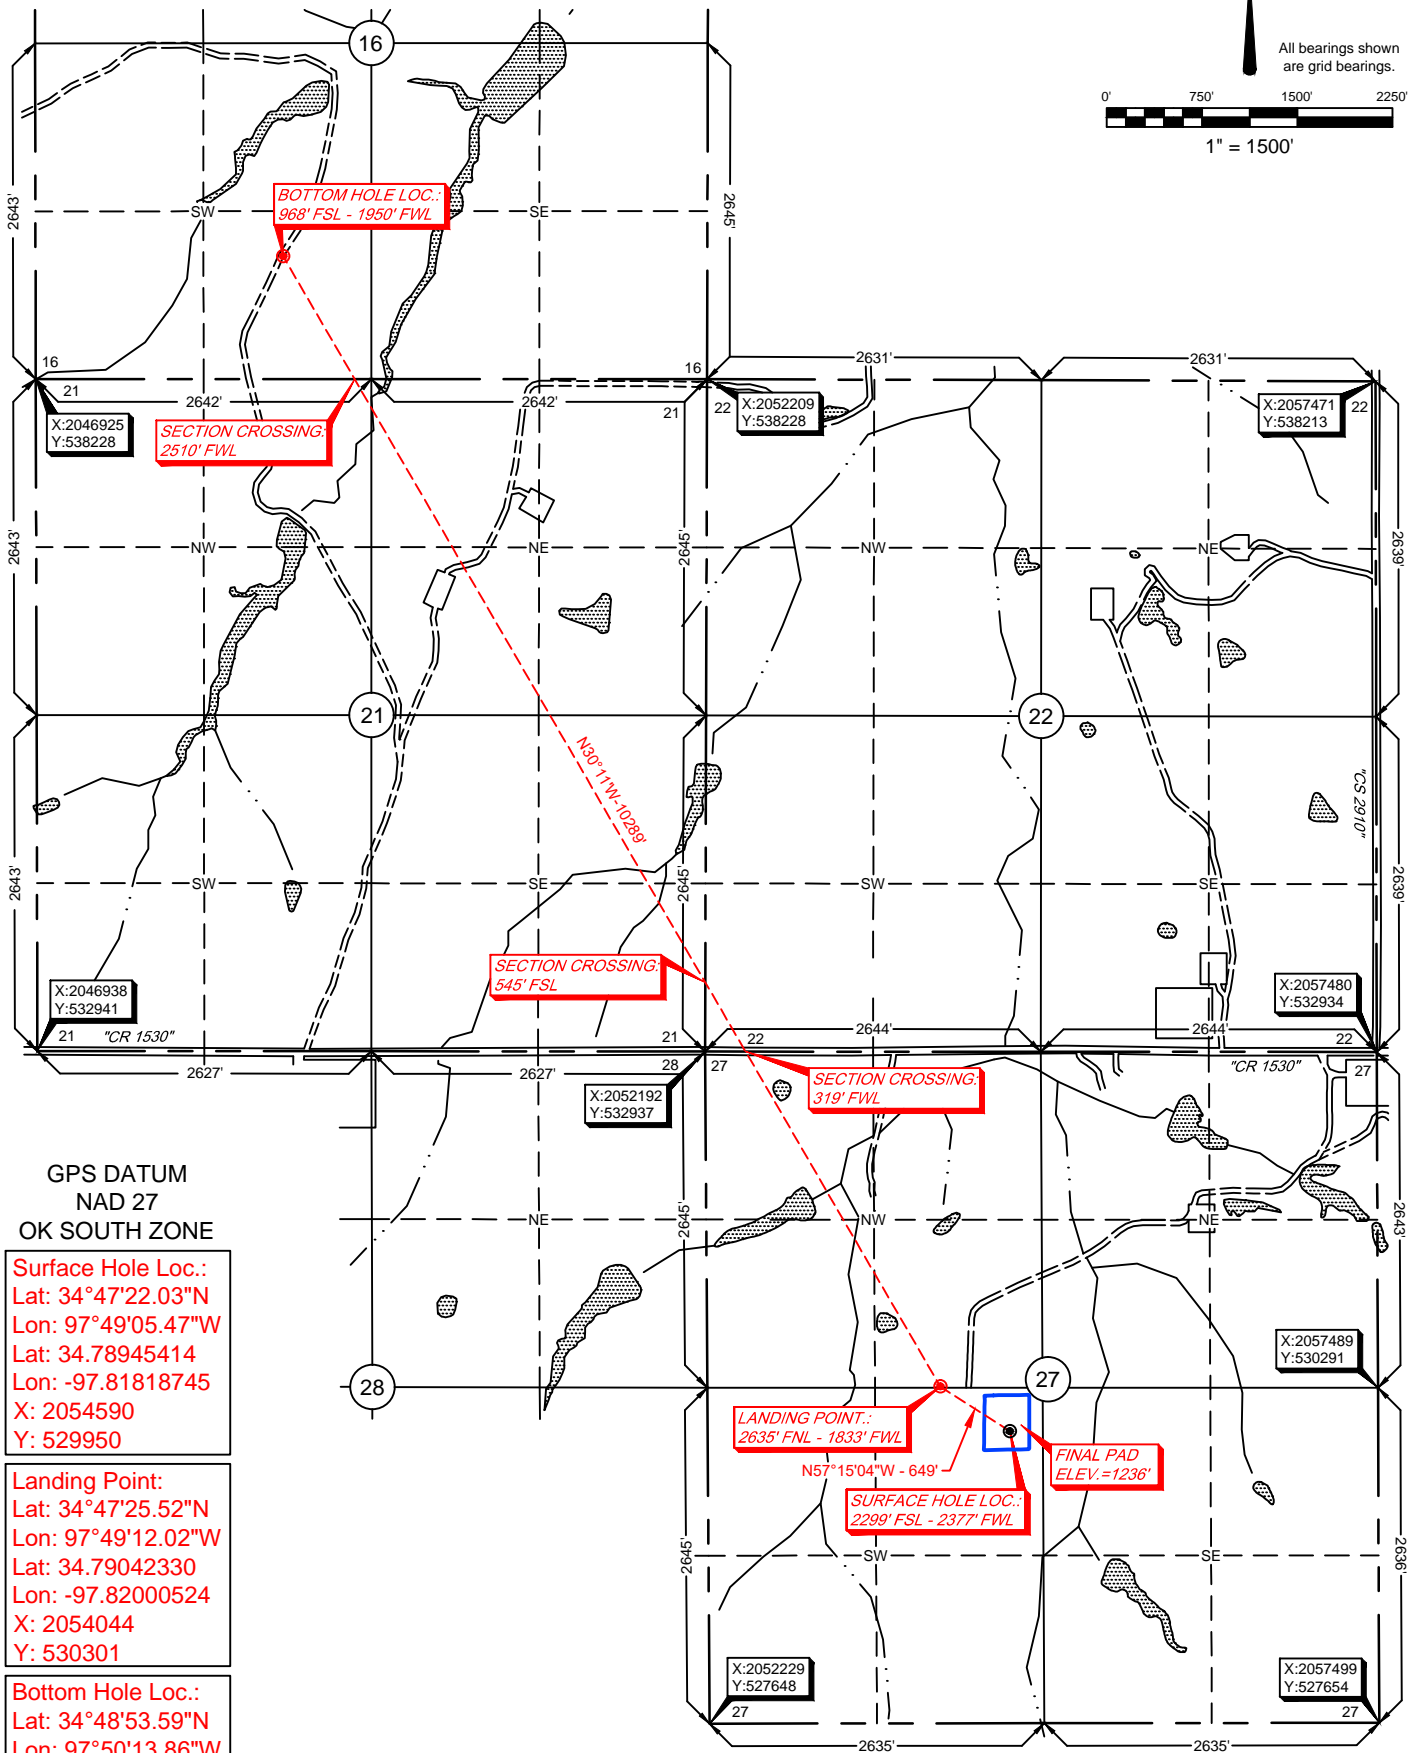 16
All bearings shown
are grid bearings.
0' 750' 1500' 2250'
1" = 1500'
2643'
SW
BOTTOM HOLE LOC.:
968' FSL - 1950' FWL
SE
2645'
16
21
2642'
2642'
16
21
22
2631'
2631'
22
X:2046925
Y:538228
SECTION CROSSING:
2510' FWL
X:2052209
Y:538228
X:2057471
Y:538213
2643'
NW
NE
2645'
NW
NE
2639'
21
22
N30°11'W-10289'
"CS 2910"
2643'
SW
SE
2645'
SW
SE
2639'
SECTION CROSSING:
545' FSL
X:2046938
Y:532941
X:2057480
Y:532934
21
"CR 1530"
21
22
2644'
2644'
22
2627'
2627'
28
27
"CR 1530"
27
SECTION CROSSING:
319' FWL
X:2052192
Y:532937
GPS DATUM
NAD 27
OK SOUTH ZONE
NE
2645'
NW
NE
2643'
Surface Hole Loc.:
Lat: 34°47'22.03"N
Lon: 97°49'05.47"W
Lat: 34.78945414
Lon: -97.81818745
X: 2054590
Y: 529950
X:2057489
Y:530291
28
27
LANDING POINT.:
2635' FNL - 1833' FWL
N57°15'04"W - 649'
FINAL PAD
ELEV.=1236'
SURFACE HOLE LOC.:
2299' FSL - 2377' FWL
Landing Point:
Lat: 34°47'25.52"N
Lon: 97°49'12.02"W
Lat: 34.79042330
Lon: -97.82000524
X: 2054044
Y: 530301
2645'
SW
SE
2636'
Bottom Hole Loc.:
Lat: 34°48'53.59"N
Lon: 97°50'13.86"W
X:2052229
Y:527648
X:2057499
Y:527654
27
27
2635'
2635'